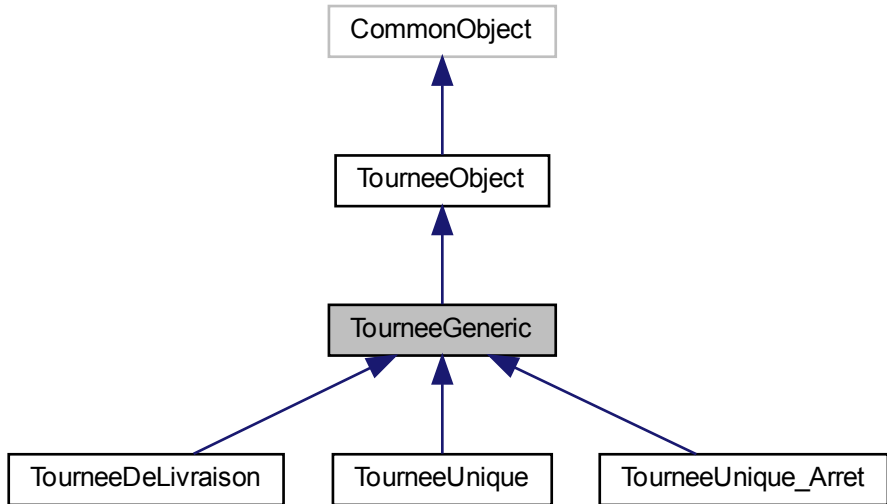 CommonObject
TourneeObject
TourneeGeneric
TourneeDeLivraison
TourneeUnique
TourneeUnique_Arret